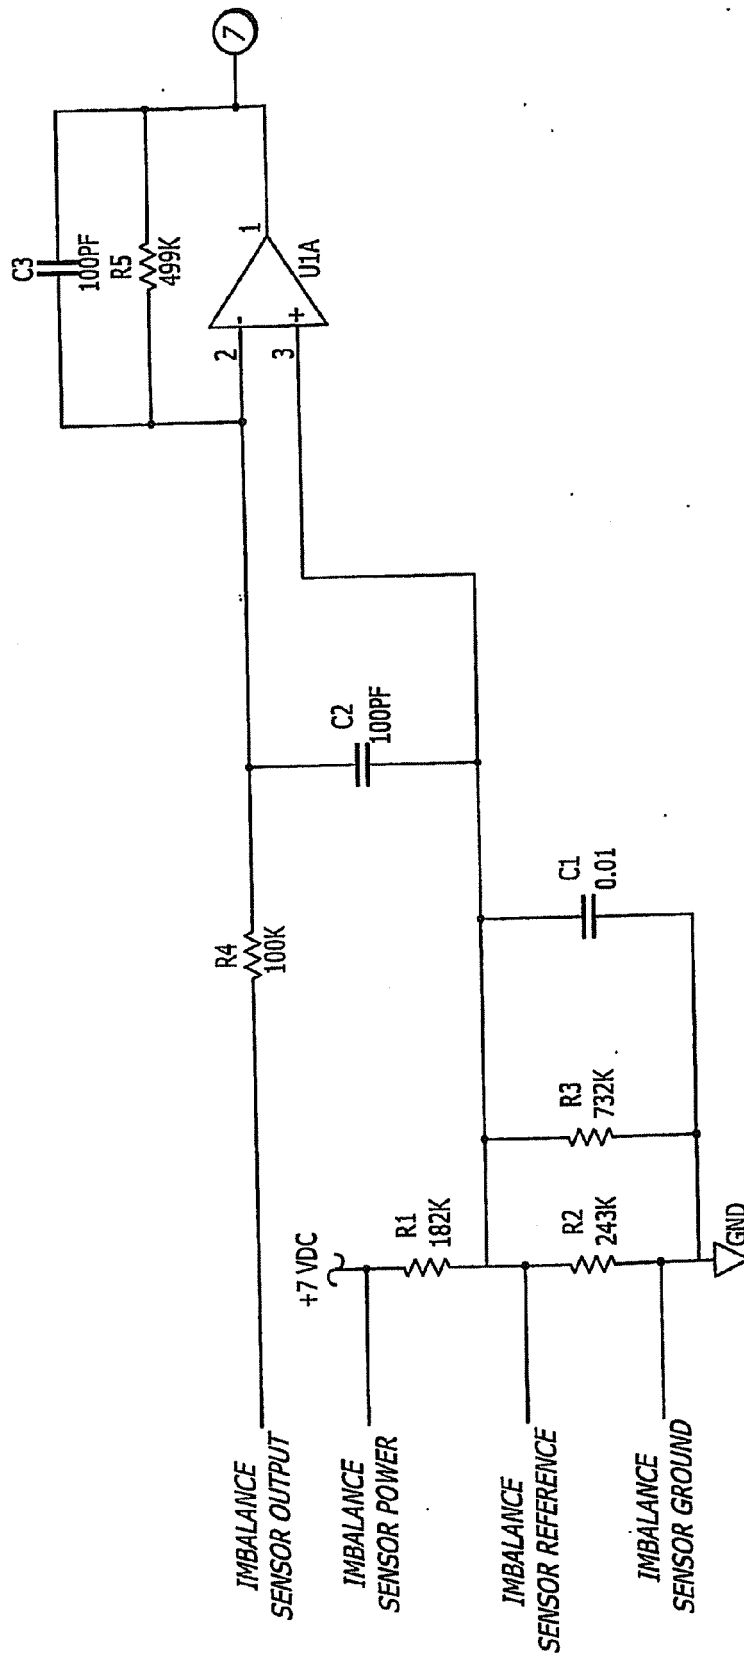 C3
100PF
R5
499K
7
2
-
1
3
+
U1A
R4
100K
C2
100PF
C1
0.01
+7 VDC
R1
182K
R2
243K
R3
732K
GND
IMBALANCE
SENSOR OUTPUT
IMBALANCE
SENSOR POWER
IMBALANCE
SENSOR REFERENCE
IMBALANCE
SENSOR GROUND